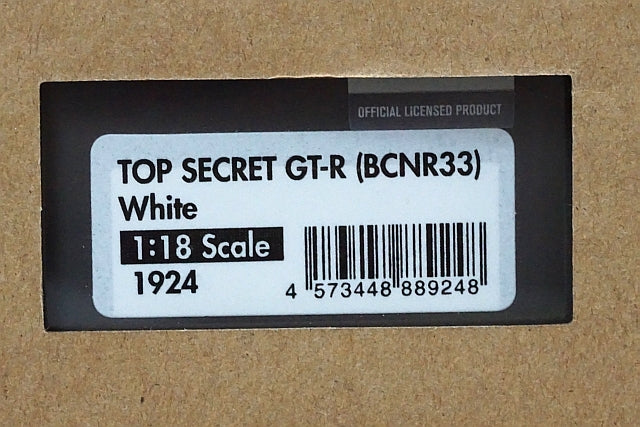 OFFICIAL LICENSED PRODUCT
TOP SECRET GT-R (BCNR33)
White
1:18 Scale
1924
4 573448 889248